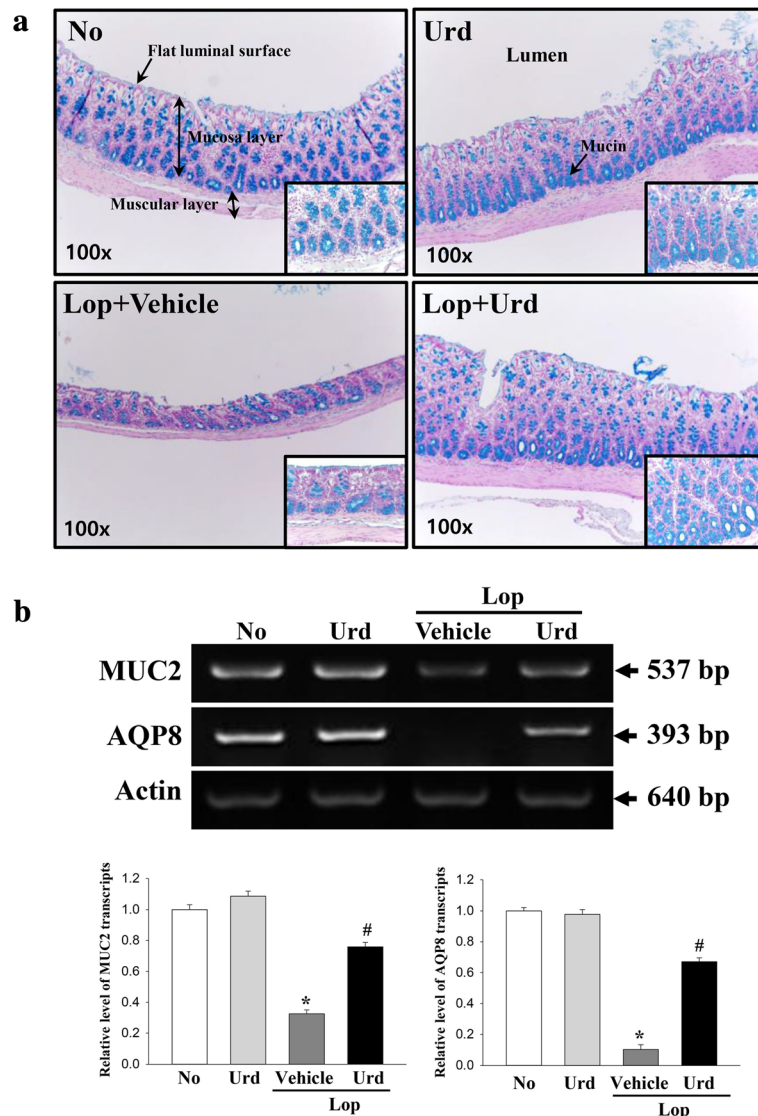 a
No
Flat luminal surface
Mucosa layer
Muscular layer
100x
Urd
Lumen
Mucin
100x
Lop+Vehicle
100x
Lop+Urd
100x
b
Lop
No Urd Vehicle Urd
MUC2 537 bp
AQP8 393 bp
Actin 640 bp
Relative level of MUC2 transcripts
1.2
1.0
0.8
0.6
0.4
0.2
0.0
*
#
No Urd Vehicle Urd
Lop
Relative level of AQP8 transcripts
1.2
1.0
0.8
0.6
0.4
0.2
0.0
*
#
No Urd Vehicle Urd
Lop